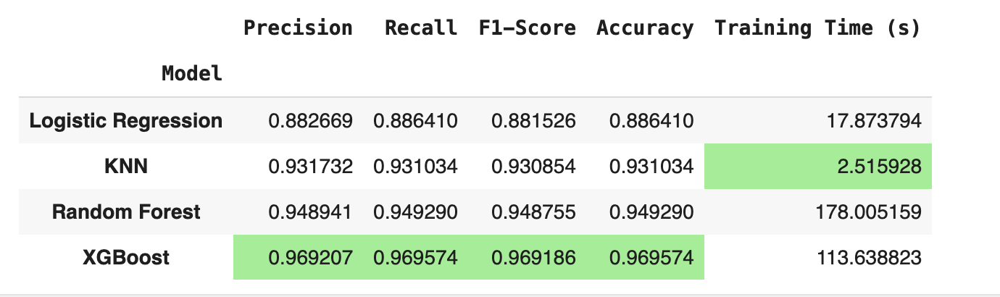 Precision Recall F1-Score Accuracy Training Time (s)
Model
Logistic Regression 0.882669 0.886410 0.881526 0.886410 17.873794
KNN 0.931732 0.931034 0.930854 0.931034 2.515928
Random Forest 0.948941 0.949290 0.948755 0.949290 178.005159
XGBoost 0.969207 0.969574 0.969186 0.969574 113.638823